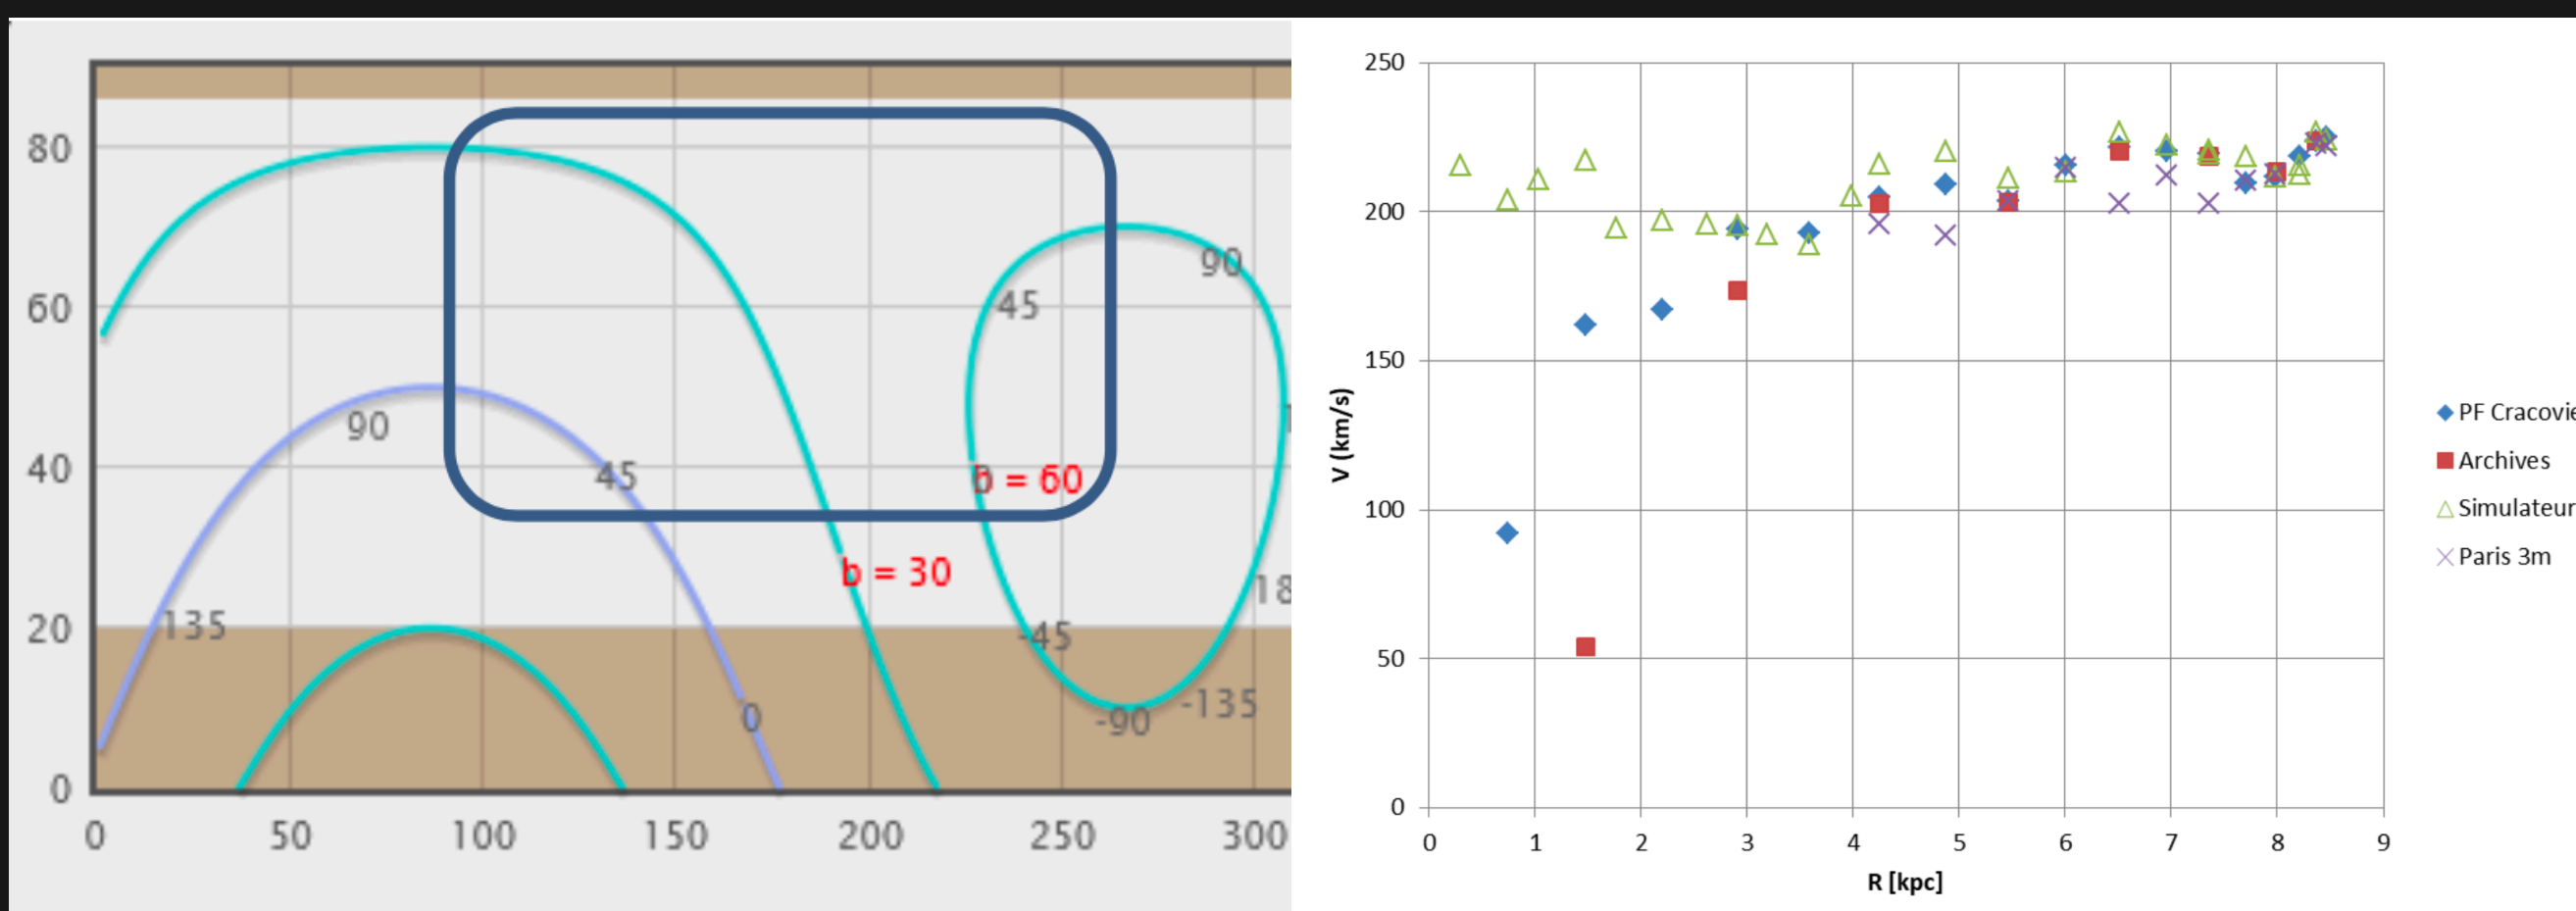 80
60
40
20
0
0 50 100 150 200 250 300
90
45
135
0
45
90
b = 60
b = 30
-45
-90
-135
18
250
200
150
100
50
0
V (km/s)
0 1 2 3 4 5 6 7 8 9
R [kpc]
PF Cracovie
Archives
Simulateur
Paris 3m